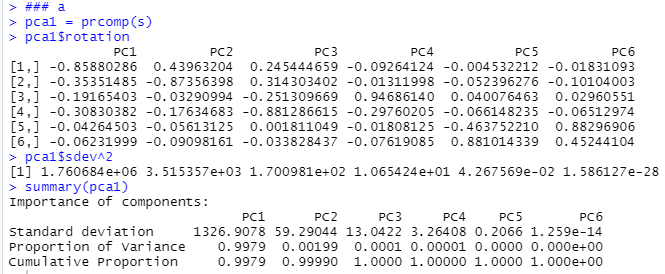 > ### a
> pca1 = prcomp(s)
> pca1$rotation
PC1 PC2 PC3 PC4 PC5 PC6
[1,] -0.85880286 0.43963204 0.245444659 -0.09264124 -0.004532212 -0.01831093
[2,] -0.35351485 -0.87356398 0.314303402 -0.01311998 -0.052396276 -0.10104003
[3,] -0.19165403 -0.03290994 -0.251309669 0.94686140 0.040076463 0.02960551
[4,] -0.30830382 -0.17634683 -0.881286615 -0.29760205 -0.066148235 -0.06512974
[5,] -0.04264503 -0.05613125 0.001811049 -0.01808125 -0.463752210 0.88296906
[6,] -0.06231999 -0.09098161 -0.033828437 -0.07619085 0.881014339 0.45244104
> pca1$sdev^2
[1] 1.760684e+06 3.515357e+03 1.700981e+02 1.065424e+01 4.267569e-02 1.586127e-28
> summary(pca1)
Importance of components:
PC1 PC2 PC3 PC4 PC5 PC6
Standard deviation 1326.9078 59.29044 13.0422 3.26408 0.2066 1.259e-14
Proportion of Variance 0.9979 0.00199 0.0001 0.00001 0.0000 0.000e+00
Cumulative Proportion 0.9979 0.99990 1.0000 1.00000 1.0000 1.000e+00